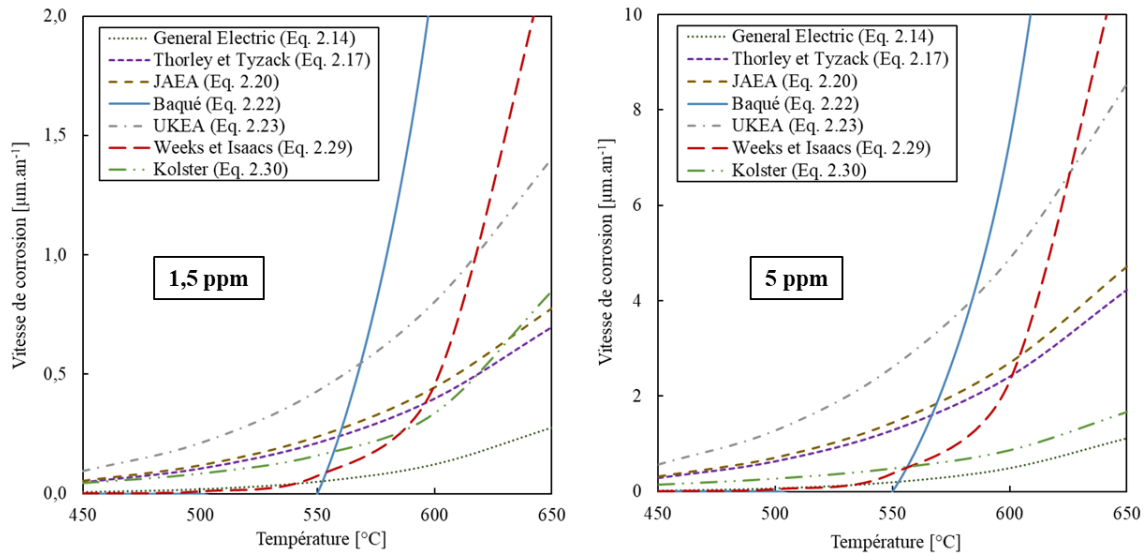 2,0
1,5
1,0
0,5
0,0
Vitesse de corrosion [µm.an⁻¹]
General Electric (Eq. 2.14)
Thorley et Tyzack (Eq. 2.17)
JAEA (Eq. 2.20)
Baqué (Eq. 2.22)
UKEA (Eq. 2.23)
Weeks et Isaacs (Eq. 2.29)
Kolster (Eq. 2.30)
1,5 ppm
450 500 550 600 650
Température [°C]
10
8
6
4
2
0
Vitesse de corrosion [µm.an⁻¹]
General Electric (Eq. 2.14)
Thorley et Tyzack (Eq. 2.17)
JAEA (Eq. 2.20)
Baqué (Eq. 2.22)
UKEA (Eq. 2.23)
Weeks et Isaacs (Eq. 2.29)
Kolster (Eq. 2.30)
5 ppm
450 500 550 600 650
Température [°C]